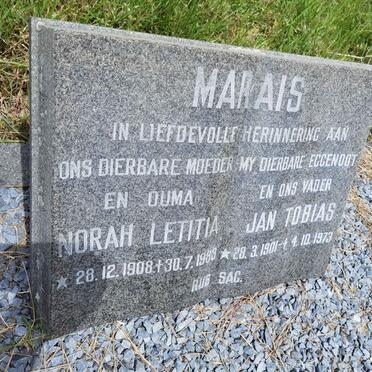 MARAIS
IN LIEFDEVOLLE HERINNERING AAN
ONS DIERBARE MOEDER MY DIERBARE EGGENOOT
EN OUMA EN ONS VADER
NORAH LETITIA JAN TOBIAS
★ 28.12.1908 + 30.7.1989 ★ 28.3.1901 + 4.10.1973
RUS SAG.